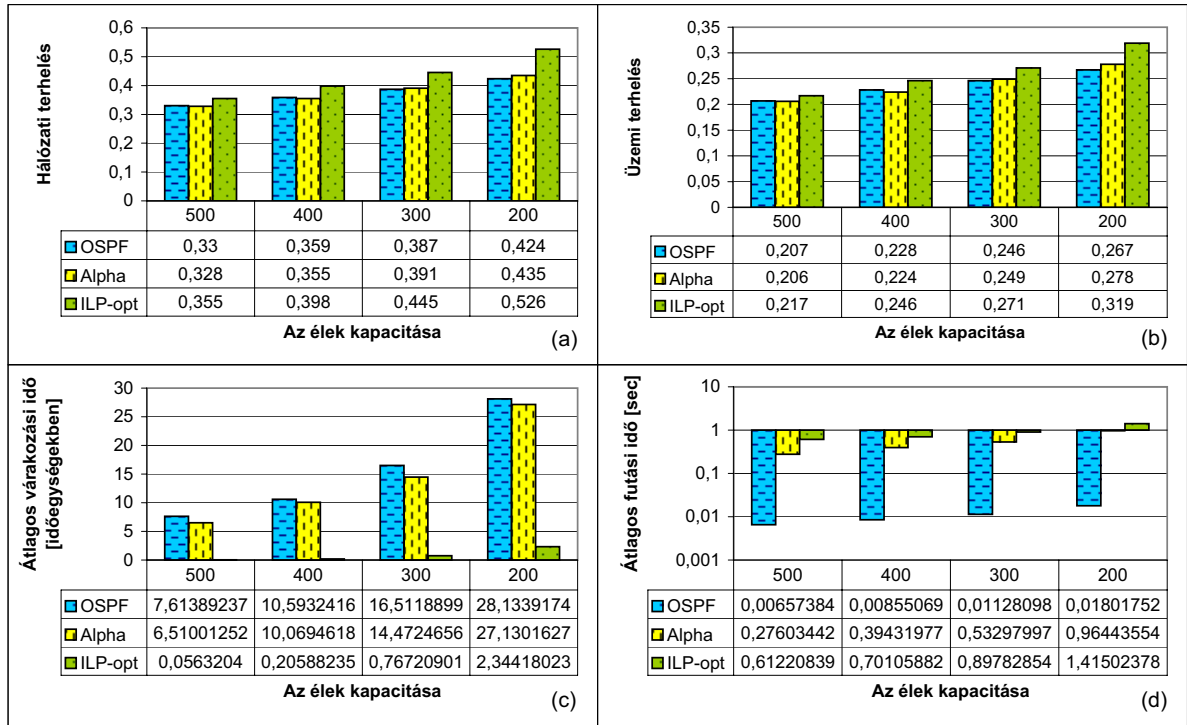 Hálózati terhelés
0,6
0,5
0,4
0,3
0,2
0,1
0
500 400 300 200
OSPF 0,33 0,359 0,387 0,424
Alpha 0,328 0,355 0,391 0,435
ILP-opt 0,355 0,398 0,445 0,526
Az élek kapacitása
(a)
Üzemi terhelés
0,35
0,3
0,25
0,2
0,15
0,1
0,05
0
500 400 300 200
OSPF 0,207 0,228 0,246 0,267
Alpha 0,206 0,224 0,249 0,278
ILP-opt 0,217 0,246 0,271 0,319
Az élek kapacitása
(b)
Átlagos várakozási idő
[időegységekben]
30
25
20
15
10
5
0
500 400 300 200
OSPF 7,61389237 10,5932416 16,5118899 28,1339174
Alpha 6,51001252 10,0694618 14,4724656 27,1301627
ILP-opt 0,0563204 0,20588235 0,76720901 2,34418023
Az élek kapacitása
(c)
Átlagos futási idő [sec]
10
1
0,1
0,01
0,001
500 400 300 200
OSPF 0,00657384 0,00855069 0,01128098 0,01801752
Alpha 0,27603442 0,39431977 0,53297997 0,96443554
ILP-opt 0,61220839 0,70105882 0,89782854 1,41502378
Az élek kapacitása
(d)